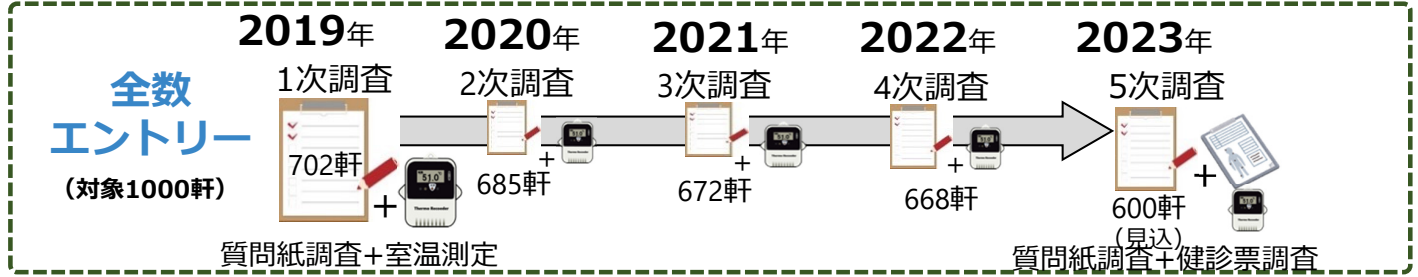 2019年
2020年
2021年
2022年
2023年
1次調査
2次調査
3次調査
4次調査
5次調査
全数
エントリー
（対象1000軒）
702軒
+
51.0
Thermo Recorder
685軒
+
672軒
+
668軒
+
600軒
（見込）
+
質問紙調査+室温測定
質問紙調査+健診票調査